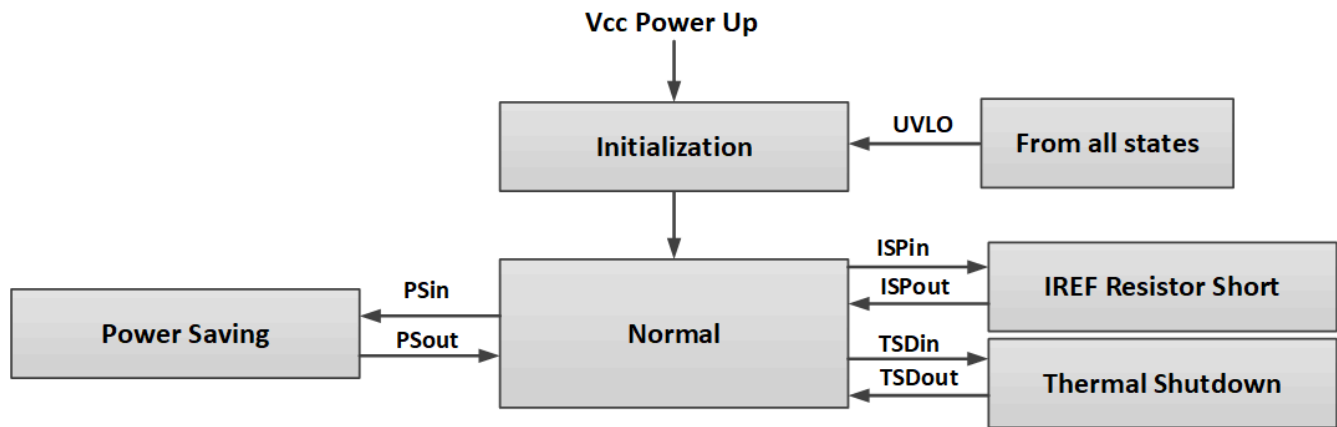 Vcc Power Up
Initialization
UVLO
From all states
Power Saving
PSin
PSout
Normal
ISPin
ISPout
IREF Resistor Short
TSDin
TSDout
Thermal Shutdown